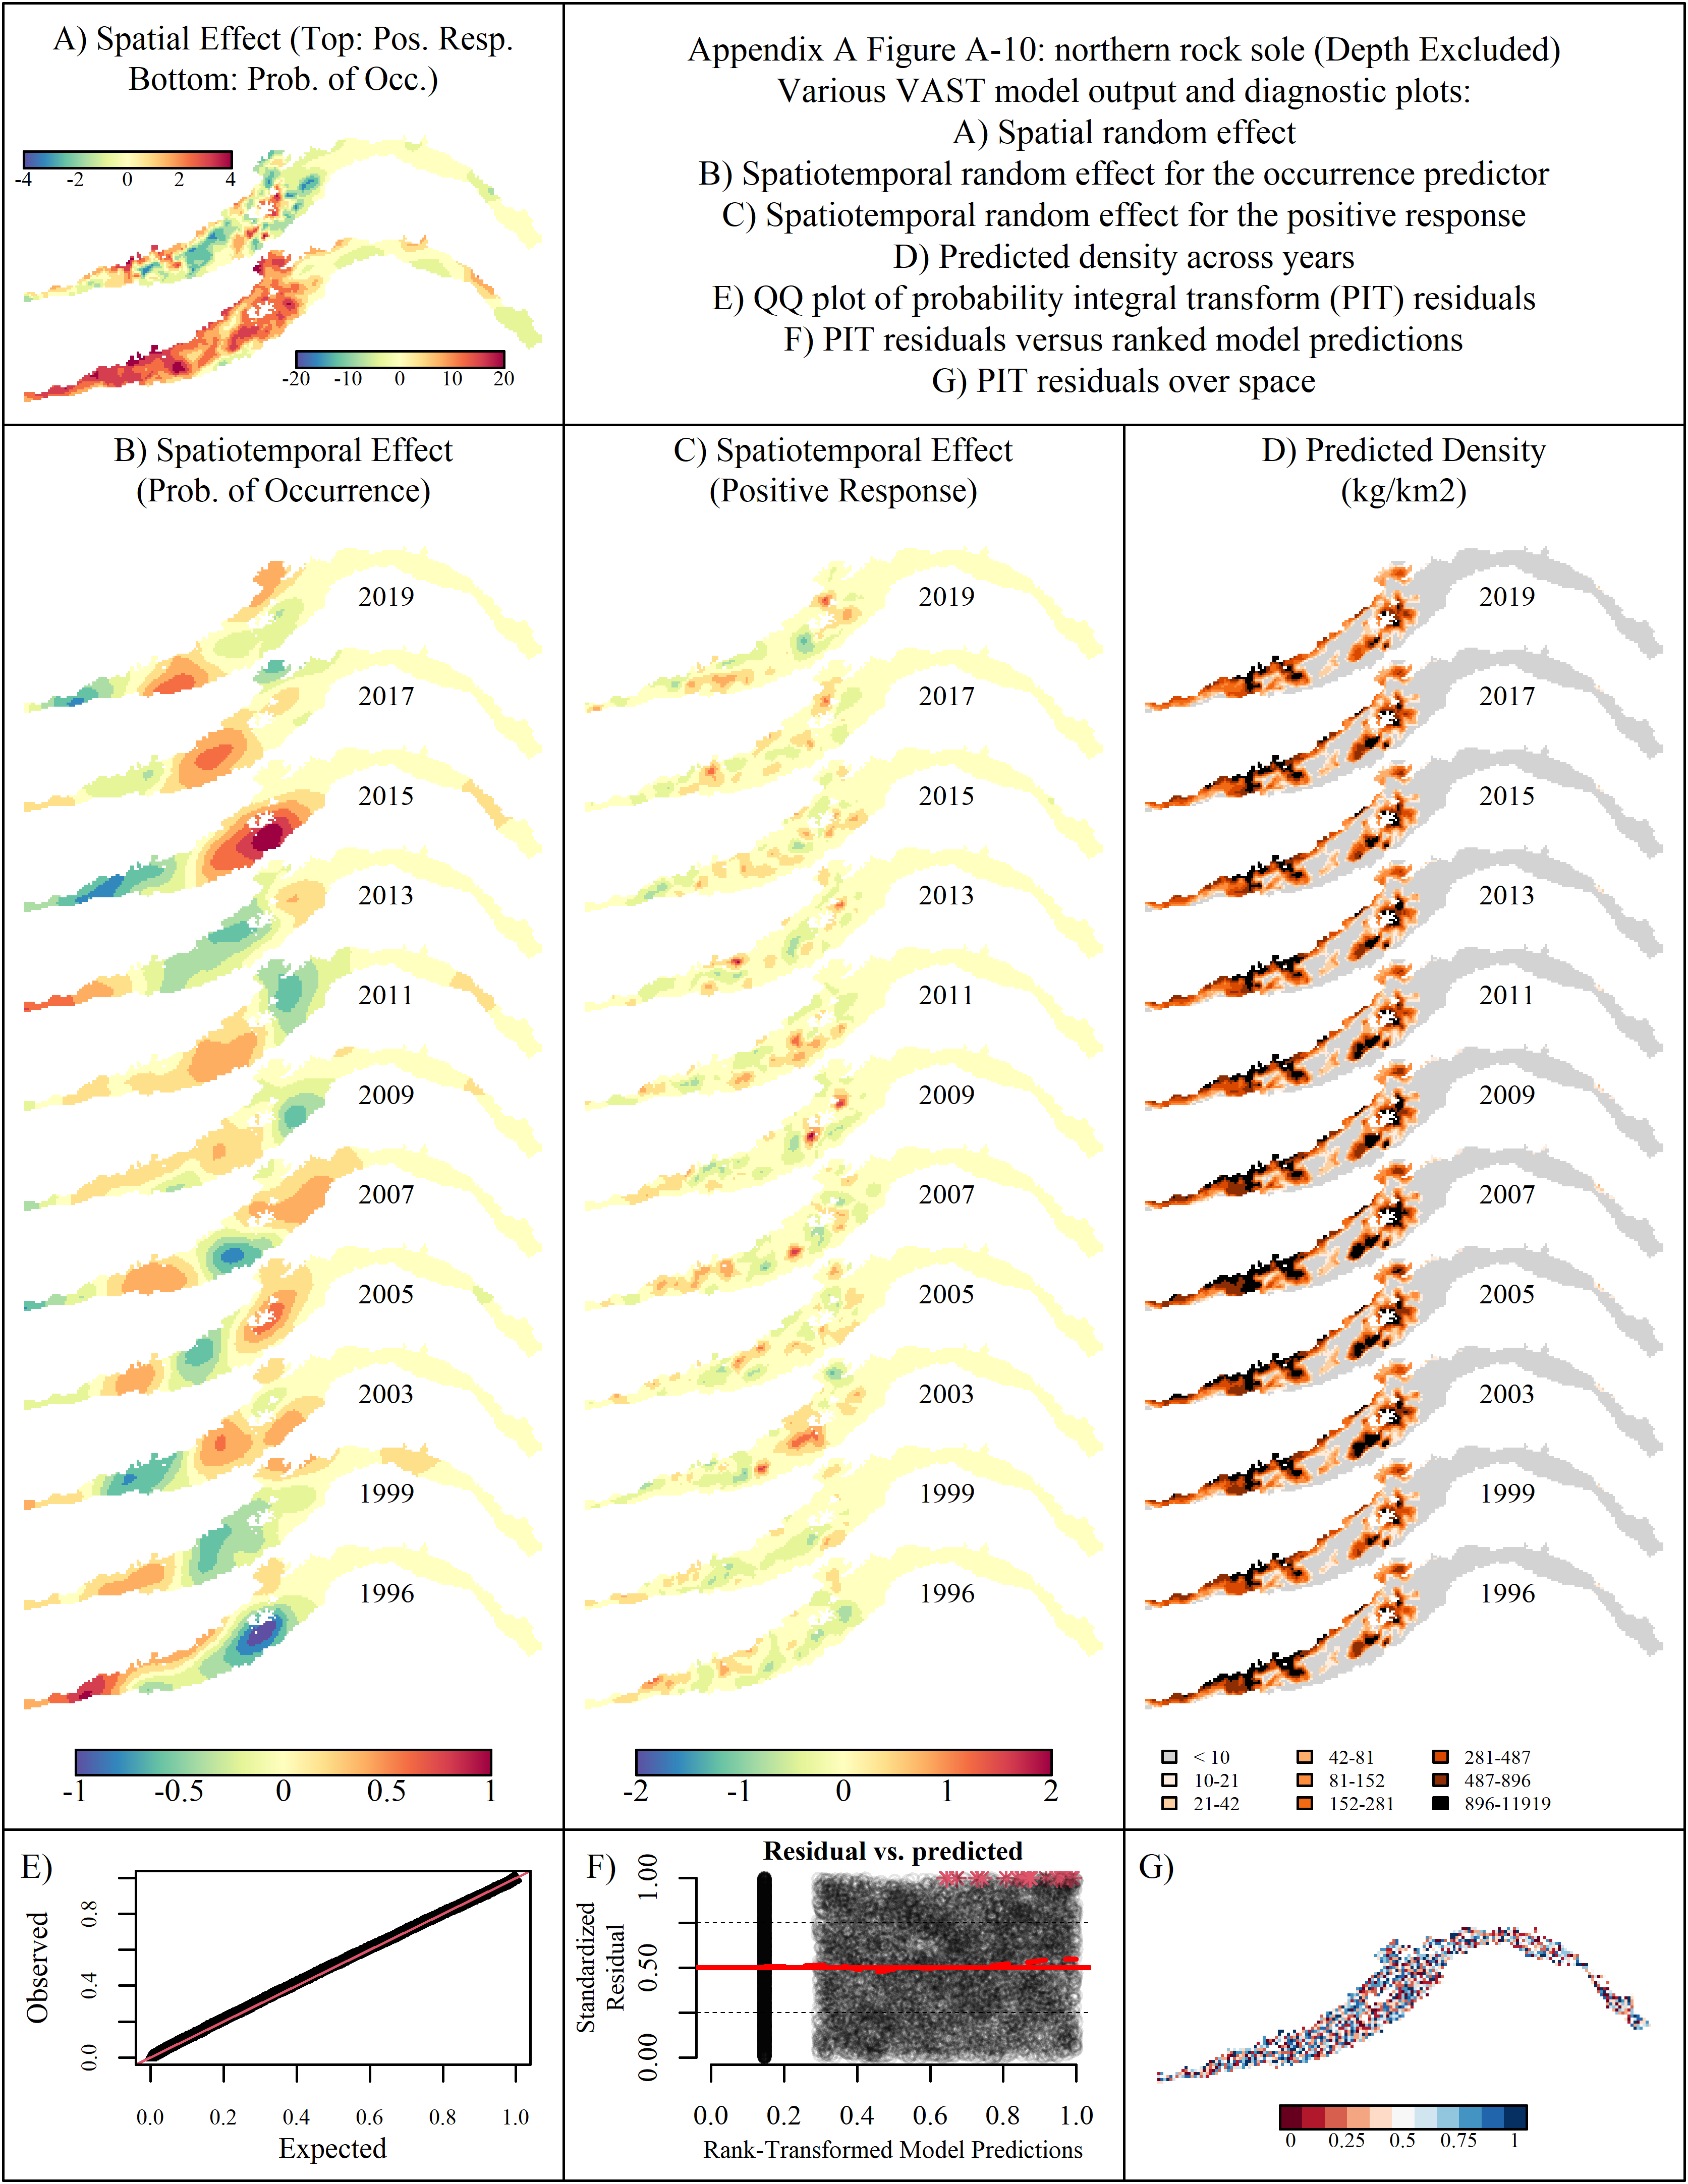 A) Spatial Effect (Top: Pos. Resp.
Bottom: Prob. of Occ.)
-4 -2 0 2 4
-20 -10 0 10 20
Appendix A Figure A-10: northern rock sole (Depth Excluded)
Various VAST model output and diagnostic plots:
A) Spatial random effect
B) Spatiotemporal random effect for the occurrence predictor
C) Spatiotemporal random effect for the positive response
D) Predicted density across years
E) QQ plot of probability integral transform (PIT) residuals
F) PIT residuals versus ranked model predictions
G) PIT residuals over space
B) Spatiotemporal Effect
(Prob. of Occurrence)
2019
2017
2015
2013
2011
2009
2007
2005
2003
1999
1996
-1 -0.5 0 0.5 1
C) Spatiotemporal Effect
(Positive Response)
2019
2017
2015
2013
2011
2009
2007
2005
2003
1999
1996
-2 -1 0 1 2
D) Predicted Density
(kg/km2)
2019
2017
2015
2013
2011
2009
2007
2005
2003
1999
1996
< 10 42-81 281-487
10-21 81-152 487-896
21-42 152-281 896-11919
E)
Observed
0.0 0.4 0.8
0.0 0.2 0.4 0.6 0.8 1.0
Expected
F)
Residual vs. predicted
Standardized
Residual
0.00 0.50 1.00
0.0 0.2 0.4 0.6 0.8 1.0
Rank-Transformed Model Predictions
G)
0 0.25 0.5 0.75 1